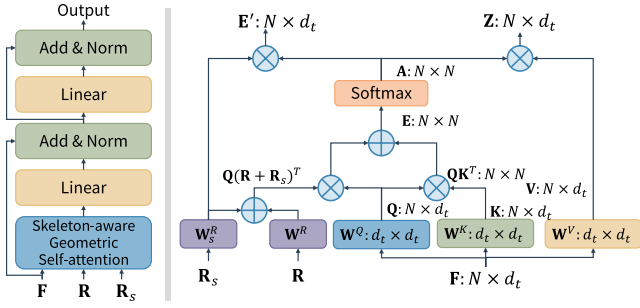 Output
Add & Norm
Linear
Add & Norm
Linear
Skeleton-aware
Geometric
Self-attention
F R R_s
E′: N × d_t
Z: N × d_t
A: N × N
Softmax
E: N × N
Q(R + R_s)^T
QK^T: N × N
V: N × d_t
Q: N × d_t
K: N × d_t
W_s^R
W^R
W^Q: d_t × d_t
W^K: d_t × d_t
W^V: d_t × d_t
R_s
R
F: N × d_t